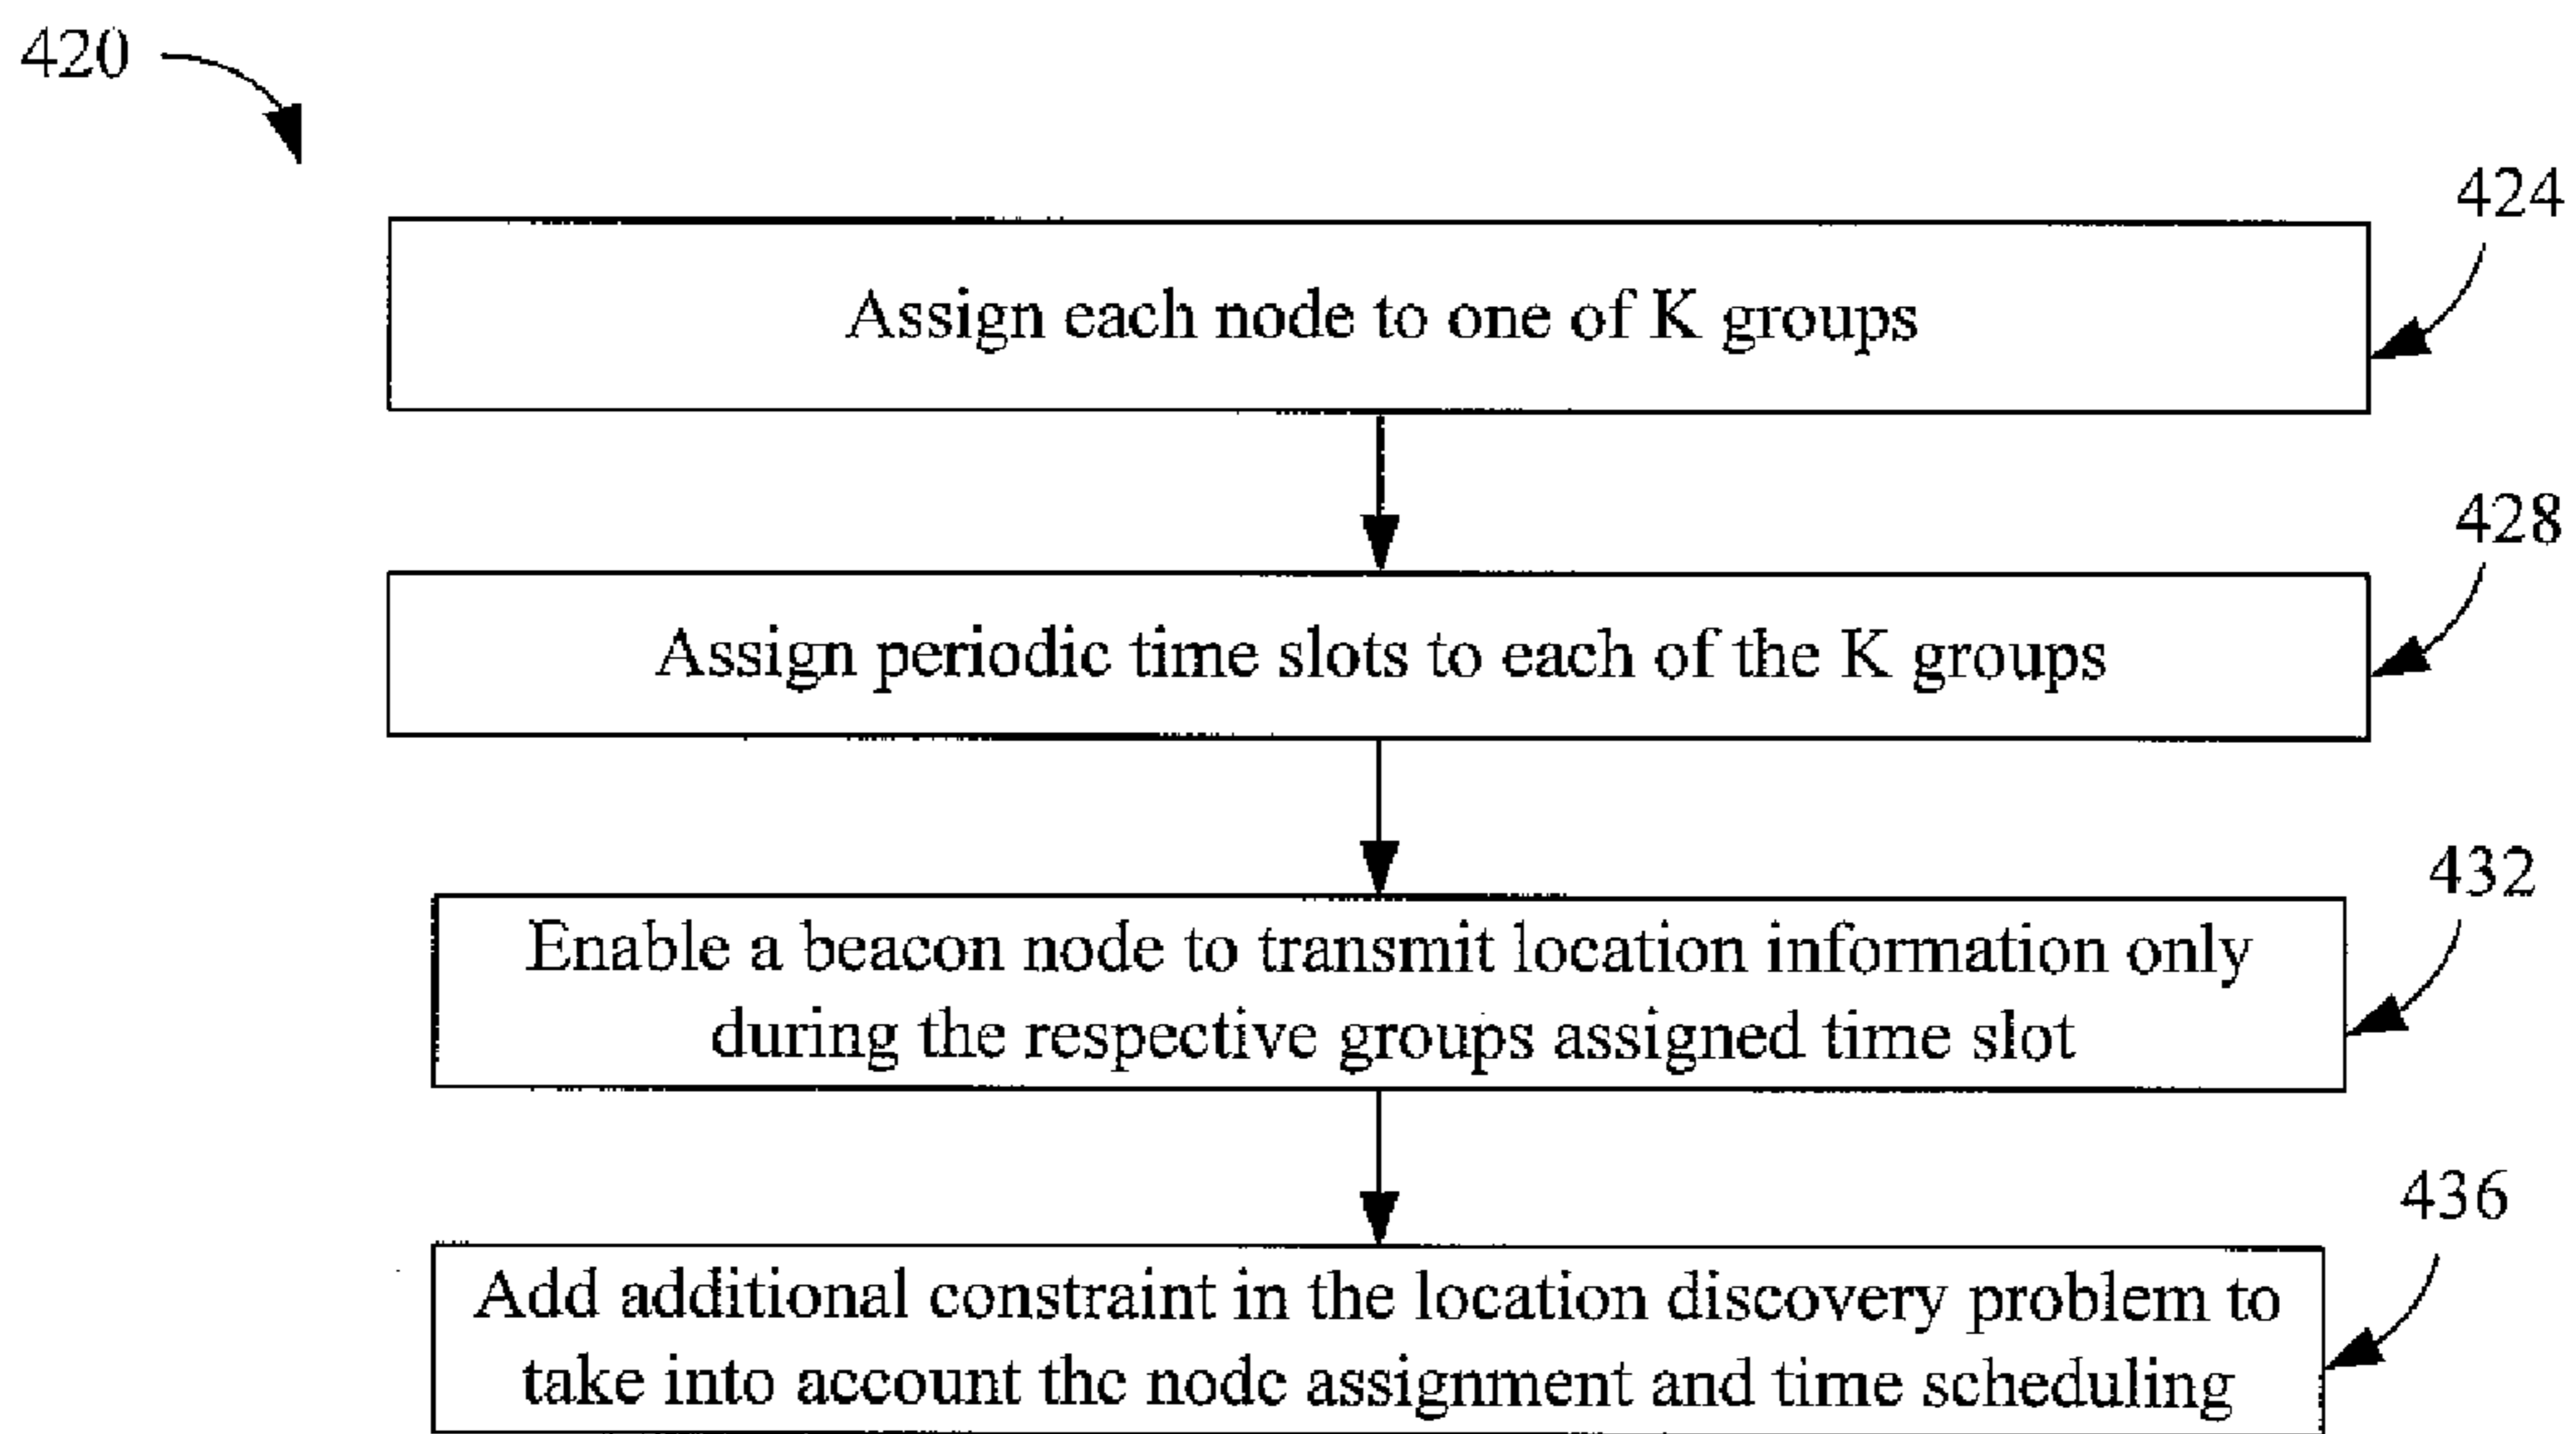 420
424
Assign each node to one of K groups
428
Assign periodic time slots to each of the K groups
432
Enable a beacon node to transmit location information only
during the respective groups assigned time slot
436
Add additional constraint in the location discovery problem to
take into account the node assignment and time scheduling